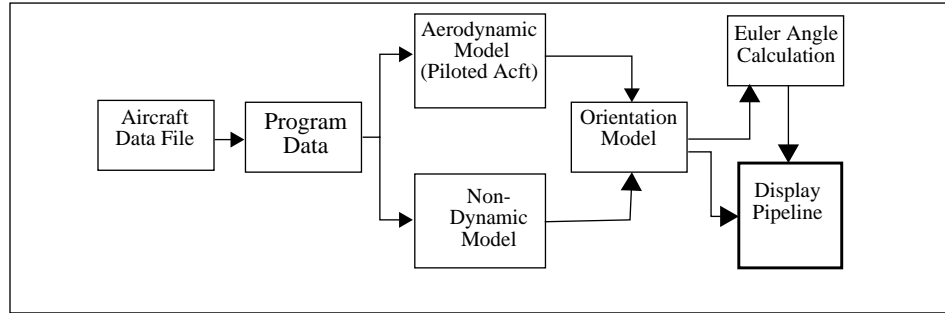 Aircraft
Data File
Program
Data
Aerodynamic
Model
(Piloted Acft)
Non-
Dynamic
Model
Orientation
Model
Euler Angle
Calculation
Display
Pipeline